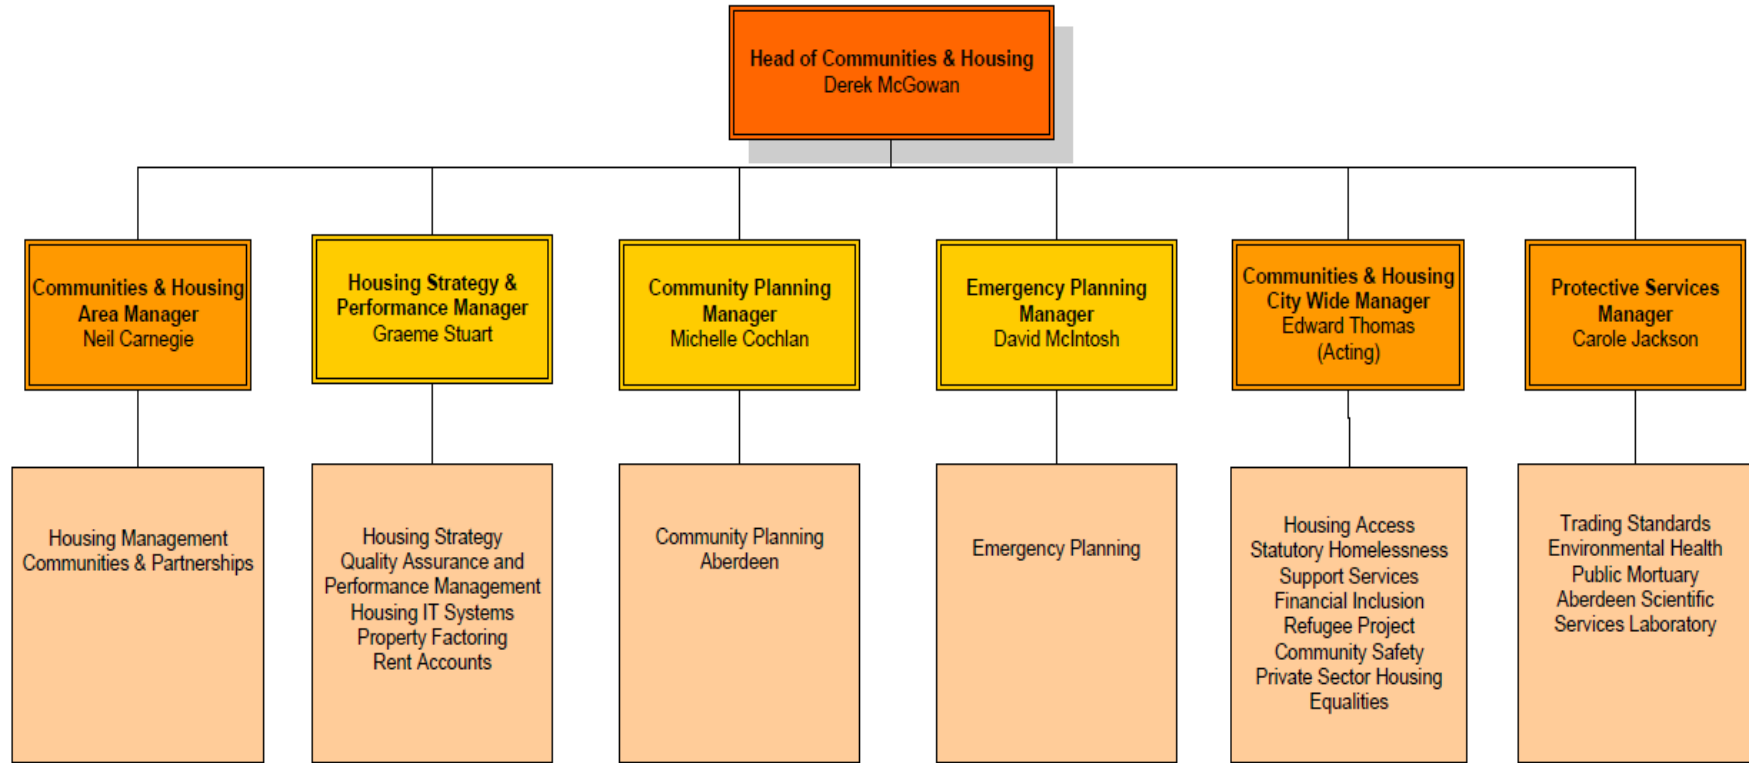 Head of Communities & Housing
Derek McGowan
Communities & Housing
Area Manager
Neil Carnegie
Housing Strategy &
Performance Manager
Graeme Stuart
Community Planning
Manager
Michelle Cochlan
Emergency Planning
Manager
David McIntosh
Communities & Housing
City Wide Manager
Edward Thomas
(Acting)
Protective Services
Manager
Carole Jackson
Housing Management
Communities & Partnerships
Housing Strategy
Quality Assurance and
Performance Management
Housing IT Systems
Property Factoring
Rent Accounts
Community Planning
Aberdeen
Emergency Planning
Housing Access
Statutory Homelessness
Support Services
Financial Inclusion
Refugee Project
Community Safety
Private Sector Housing
Equalities
Trading Standards
Environmental Health
Public Mortuary
Aberdeen Scientific
Services Laboratory